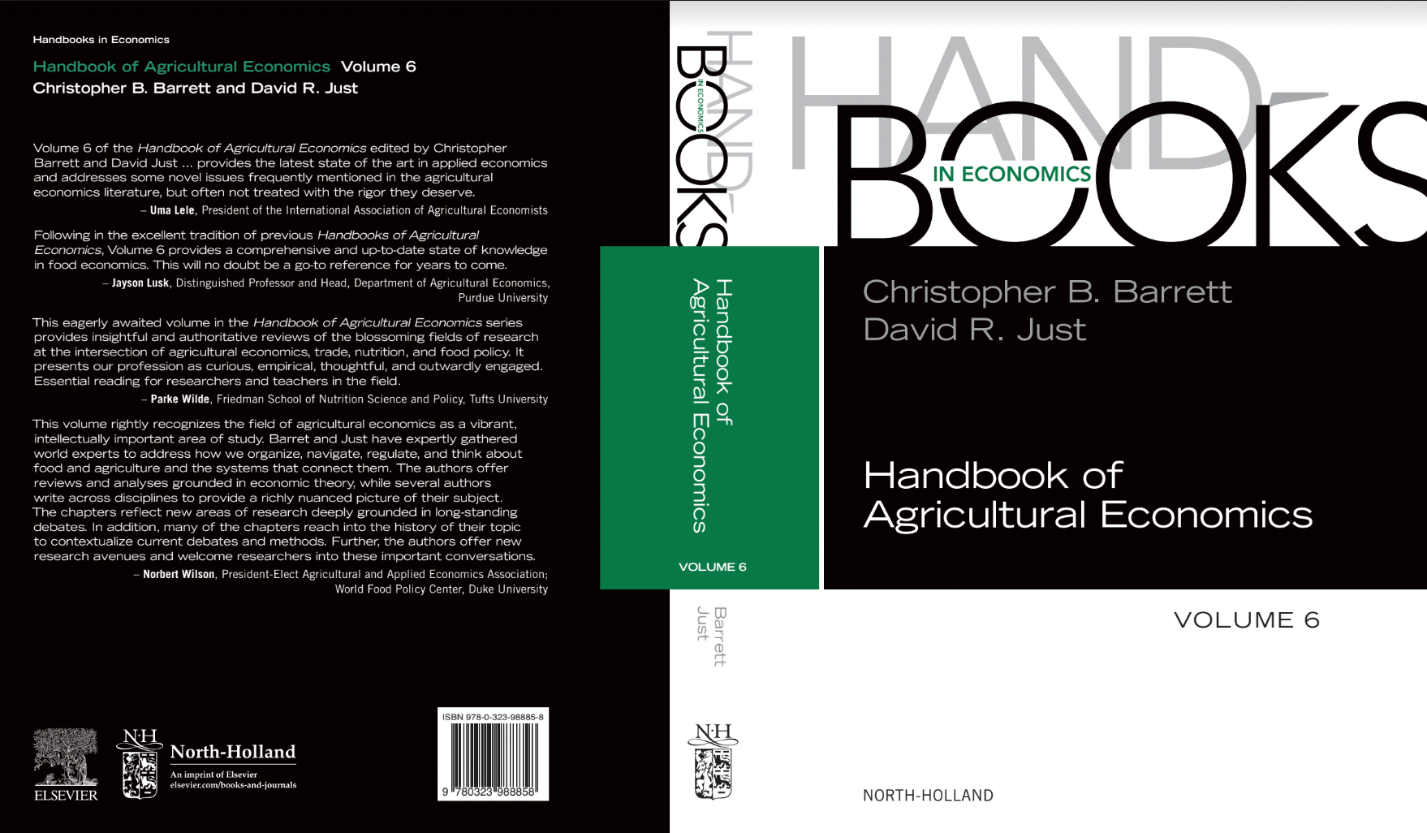 Handbooks in Economics
Handbook of Agricultural Economics Volume 6
Christopher B. Barrett and David R. Just
Volume 6 of the Handbook of Agricultural Economics edited by Christopher
Barrett and David Just ... provides the latest state of the art in applied economics
and addresses some novel issues frequently mentioned in the agricultural
economics literature, but often not treated with the rigor they deserve.
– Uma Lele, President of the International Association of Agricultural Economists
Following in the excellent tradition of previous Handbooks of Agricultural
Economics, Volume 6 provides a comprehensive and up-to-date state of knowledge
in food economics. This will no doubt be a go-to reference for years to come.
– Jayson Lusk, Distinguished Professor and Head, Department of Agricultural Economics,
Purdue University
This eagerly awaited volume in the Handbook of Agricultural Economics series
provides insightful and authoritative reviews of the blossoming fields of research
at the intersection of agricultural economics, trade, nutrition, and food policy. It
presents our profession as curious, empirical, thoughtful, and outwardly engaged.
Essential reading for researchers and teachers in the field.
– Parke Wilde, Friedman School of Nutrition Science and Policy, Tufts University
This volume rightly recognizes the field of agricultural economics as a vibrant,
intellectually important area of study. Barret and Just have expertly gathered
world experts to address how we organize, navigate, regulate, and think about
food and agriculture and the systems that connect them. The authors offer
reviews and analyses grounded in economic theory, while several authors
write across disciplines to provide a richly nuanced picture of their subject.
The chapters reflect new areas of research deeply grounded in long-standing
debates. In addition, many of the chapters reach into the history of their topic
to contextualize current debates and methods. Further, the authors offer new
research avenues and welcome researchers into these important conversations.
– Norbert Wilson, President-Elect Agricultural and Applied Economics Association;
World Food Policy Center, Duke University
ELSEVIER
N·H
North-Holland
An imprint of Elsevier
elsevier.com/books-and-journals
ISBN 978-0-323-98885-8
9 780323 988858
HAND-
BOOKS
IN ECONOMICS
Handbook of
Agricultural Economics
VOLUME 6
Barrett
Just
N·H
HAND-
BOOKS
IN ECONOMICS
Christopher B. Barrett
David R. Just
Handbook of
Agricultural Economics
VOLUME 6
NORTH-HOLLAND